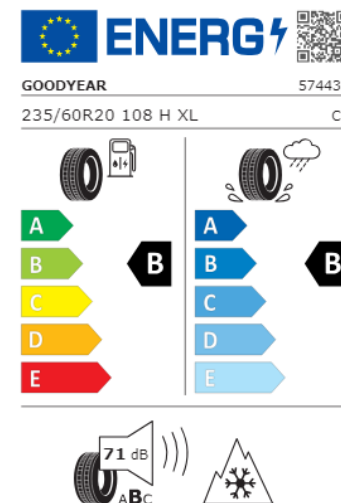 ENERG
GOODYEAR 57443
235/60R20 108 H XL C
A A
B B B B
C C
D D
E E
71 dB
ABC